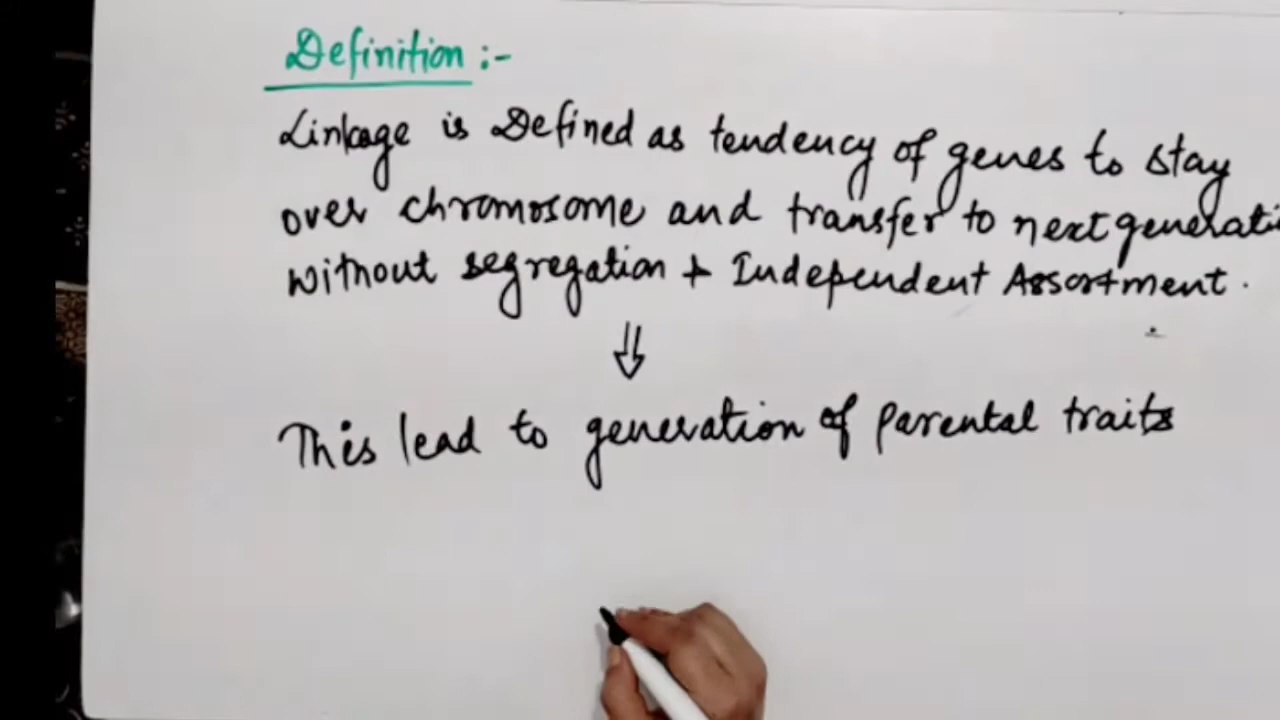 Definition :-
Linkage is Defined as tendency of genes to stay
over chromosome and transfer to next generati
without segregation + Independent Assortment.
⇓
This lead to generation of parental traits